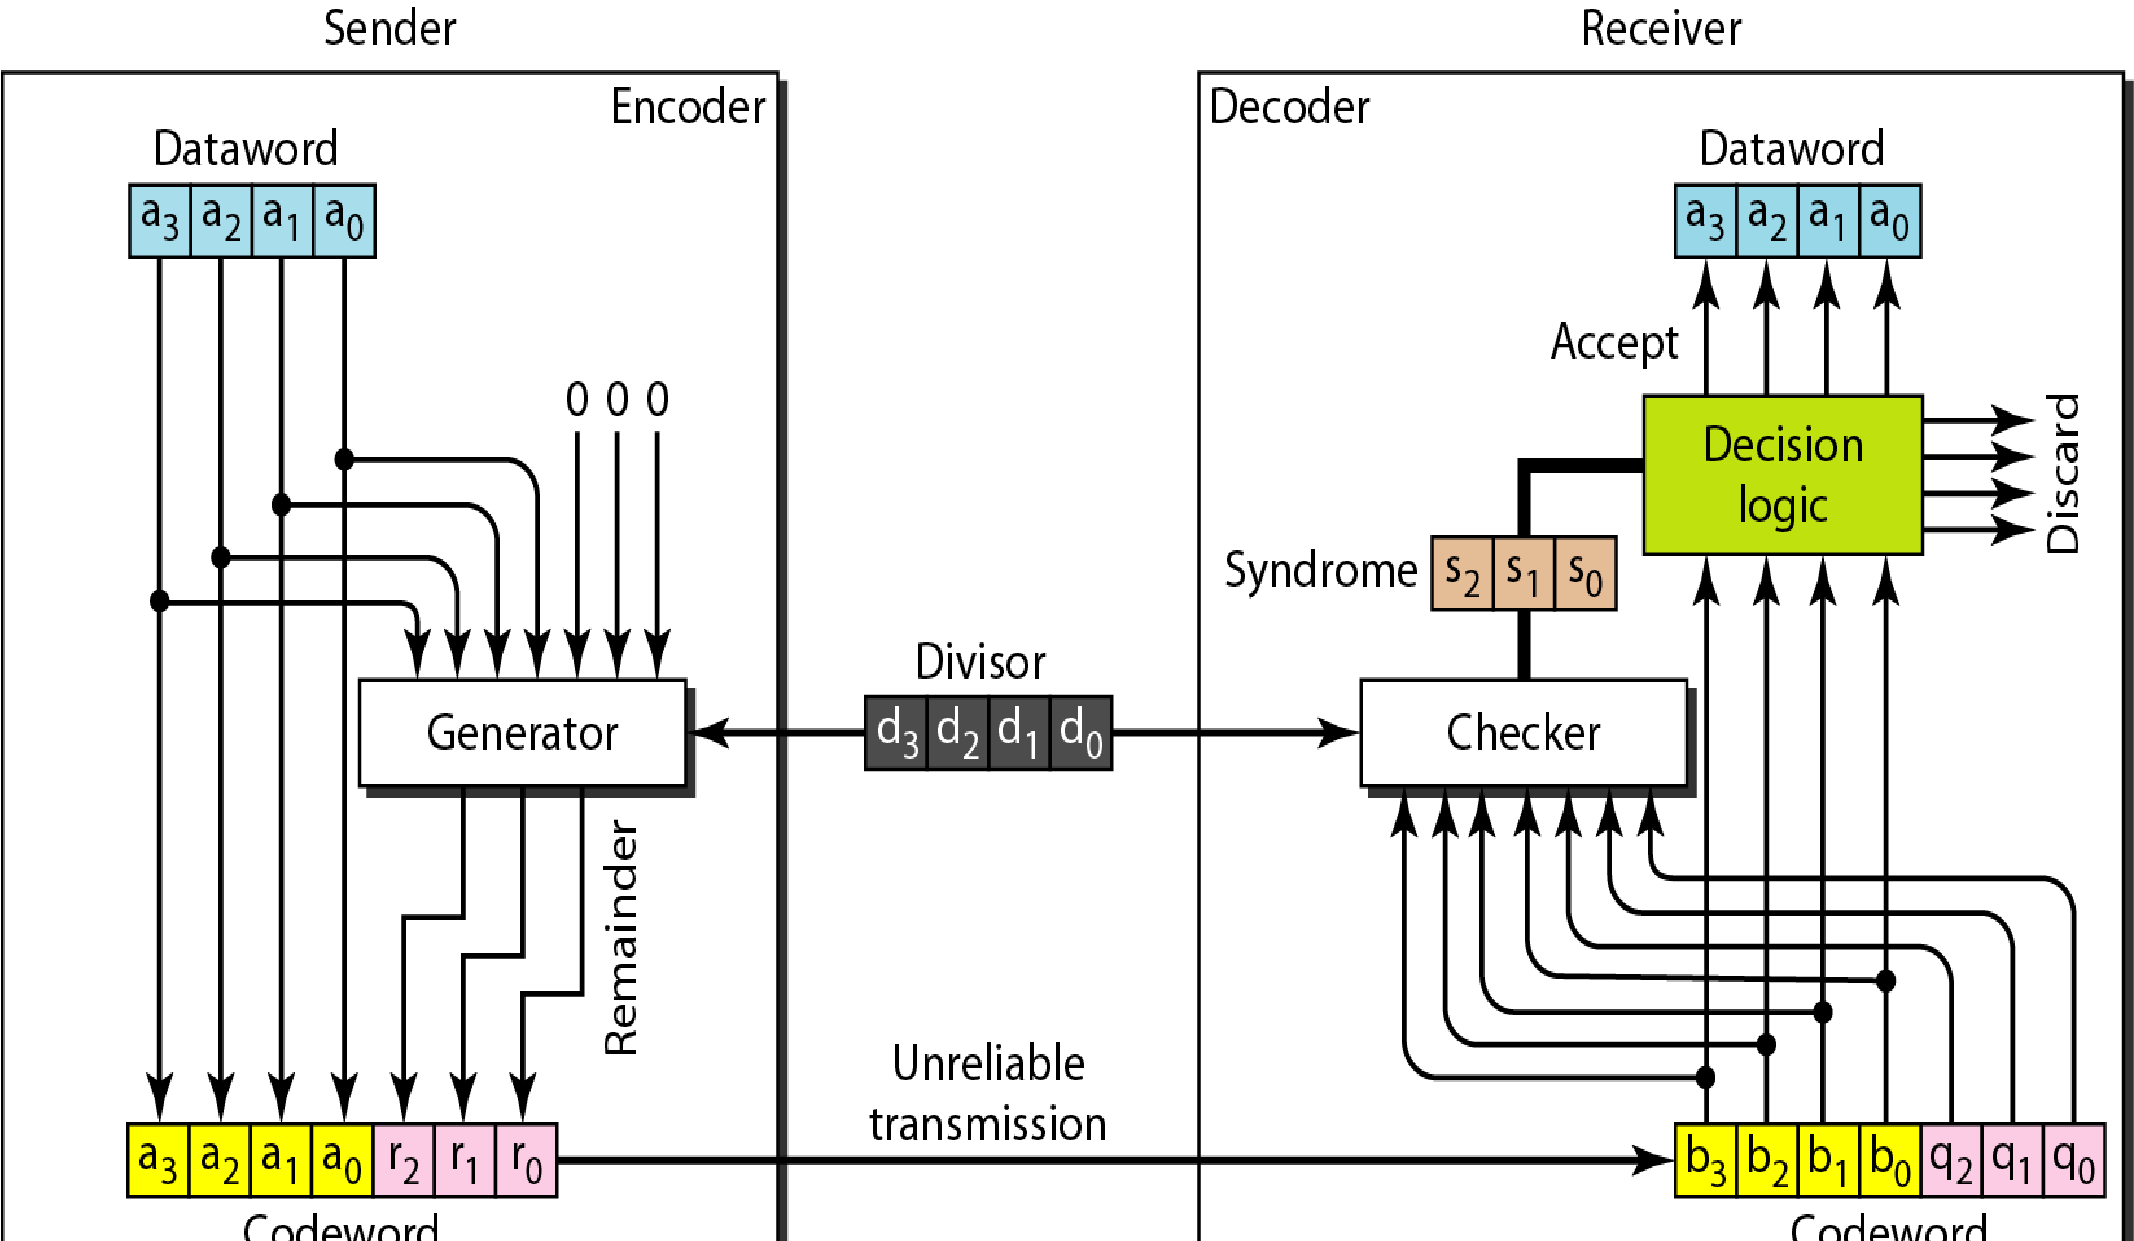 Sender
Receiver
Encoder
Decoder
Dataword
Dataword
a3 a2 a1 a0
a3 a2 a1 a0
Accept
0 0 0
Decision
logic
Discard
Syndrome
s2 s1 s0
Divisor
Generator
d3 d2 d1 d0
Checker
Remainder
Unreliable
transmission
a3 a2 a1 a0 r2 r1 r0
b3 b2 b1 b0 q2 q1 q0
Codeword
Codeword